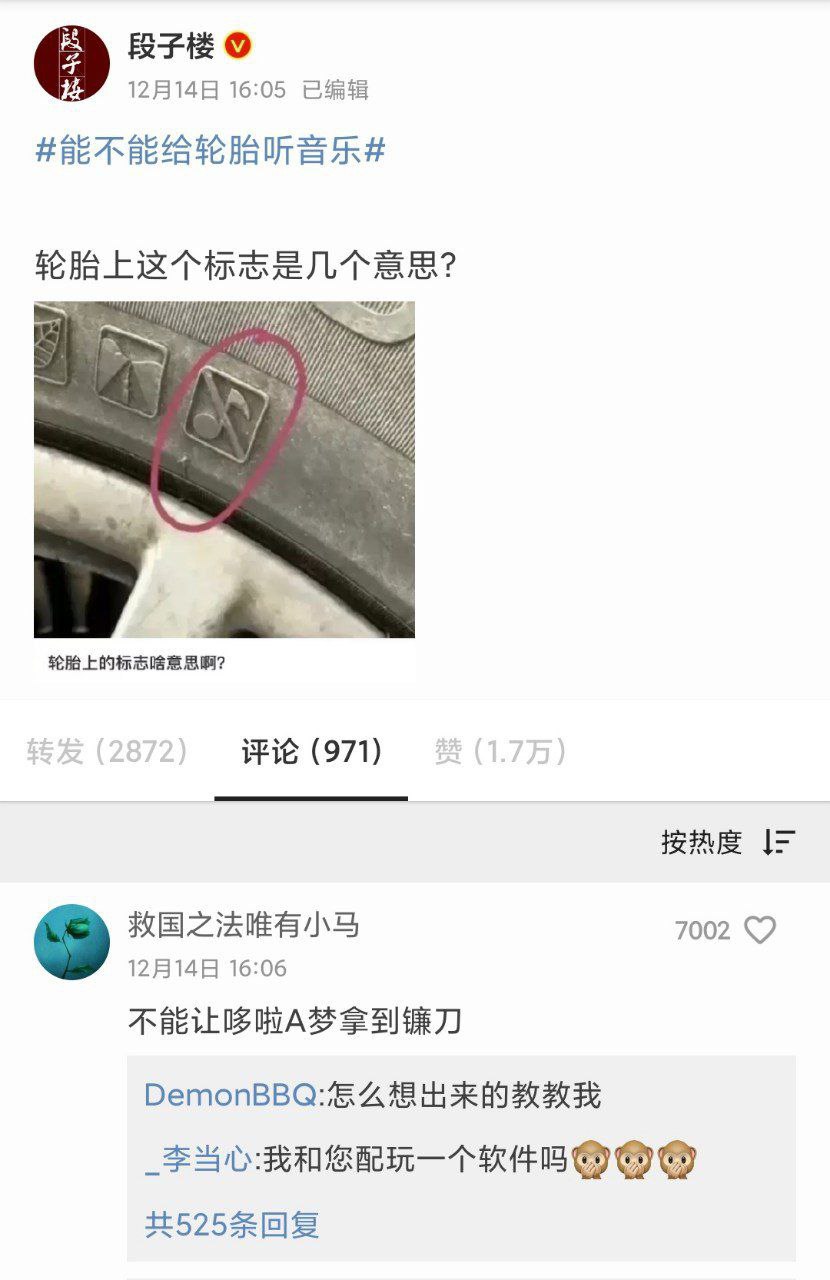 段子楼
段子楼
12月14日 16:05 已编辑
#能不能给轮胎听音乐#
轮胎上这个标志是几个意思?
轮胎上的标志啥意思啊?
转发 (2872)
评论 (971)
赞 (1.7万)
按热度
救国之法唯有小马
7002
12月14日 16:06
不能让哆啦A梦拿到镰刀
DemonBBQ:怎么想出来的教教我
_李当心:我和您配玩一个软件吗🙊🙊🙊
共525条回复